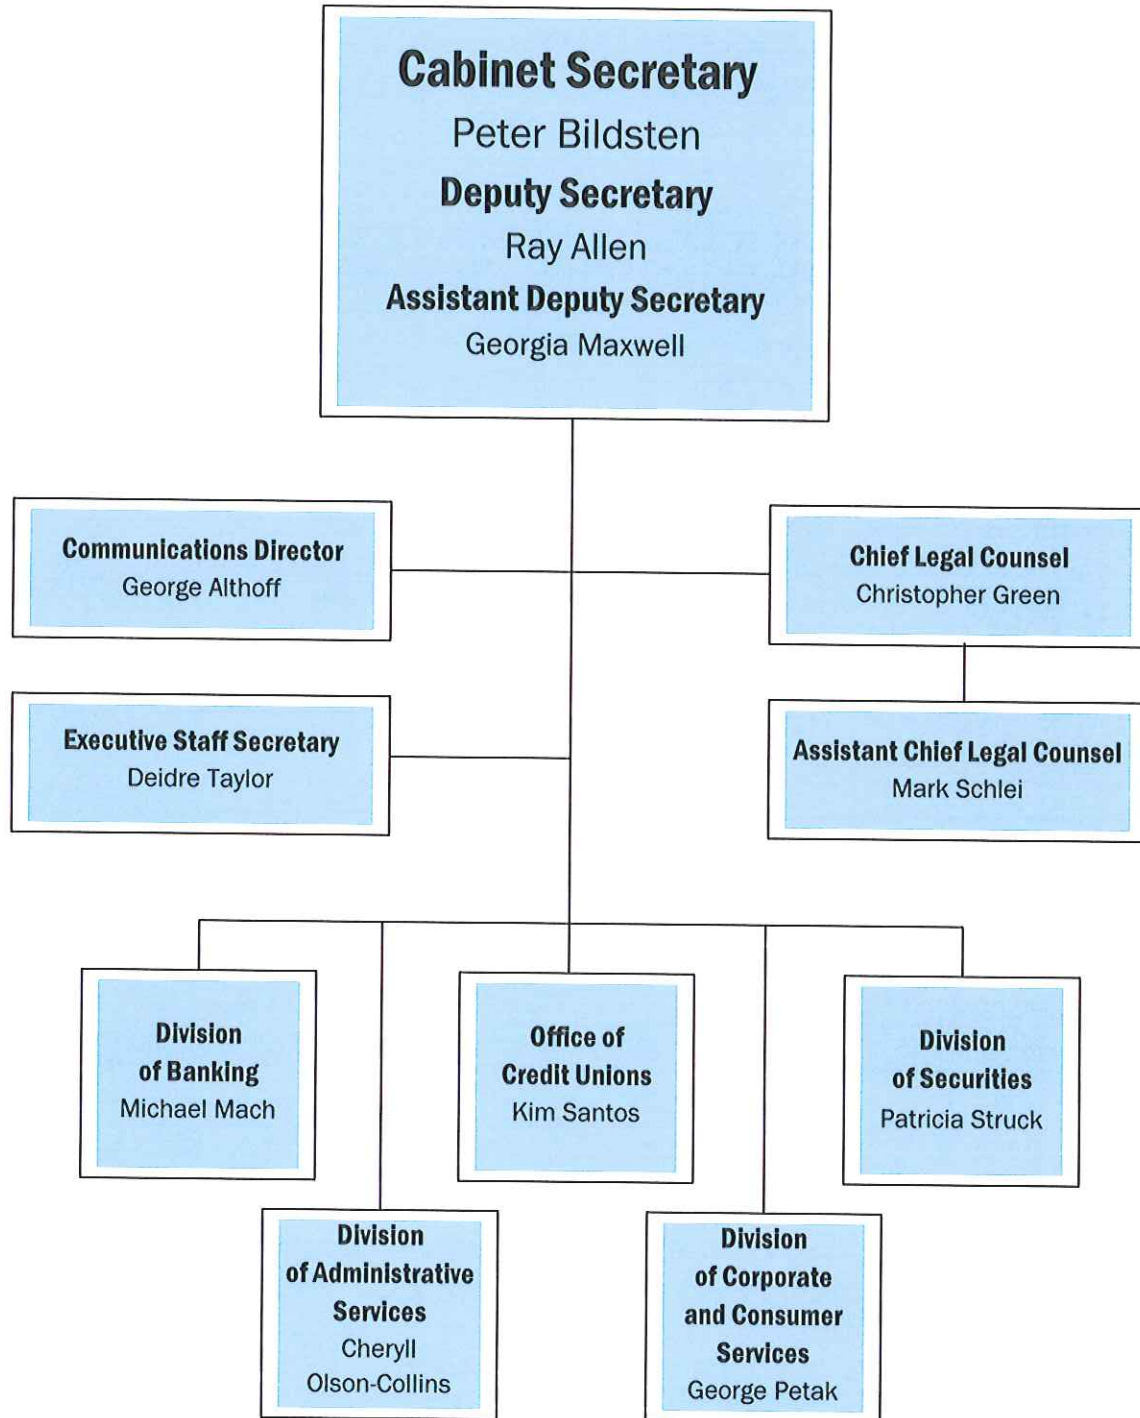 Cabinet Secretary
Peter Bildsten
Deputy Secretary
Ray Allen
Assistant Deputy Secretary
Georgia Maxwell
Communications Director
George Althoff
Chief Legal Counsel
Christopher Green
Executive Staff Secretary
Deidre Taylor
Assistant Chief Legal Counsel
Mark Schlei
Division
of Banking
Michael Mach
Office of
Credit Unions
Kim Santos
Division
of Securities
Patricia Struck
Division
of Administrative
Services
Cheryll
Olson-Collins
Division
of Corporate
and Consumer
Services
George Petak